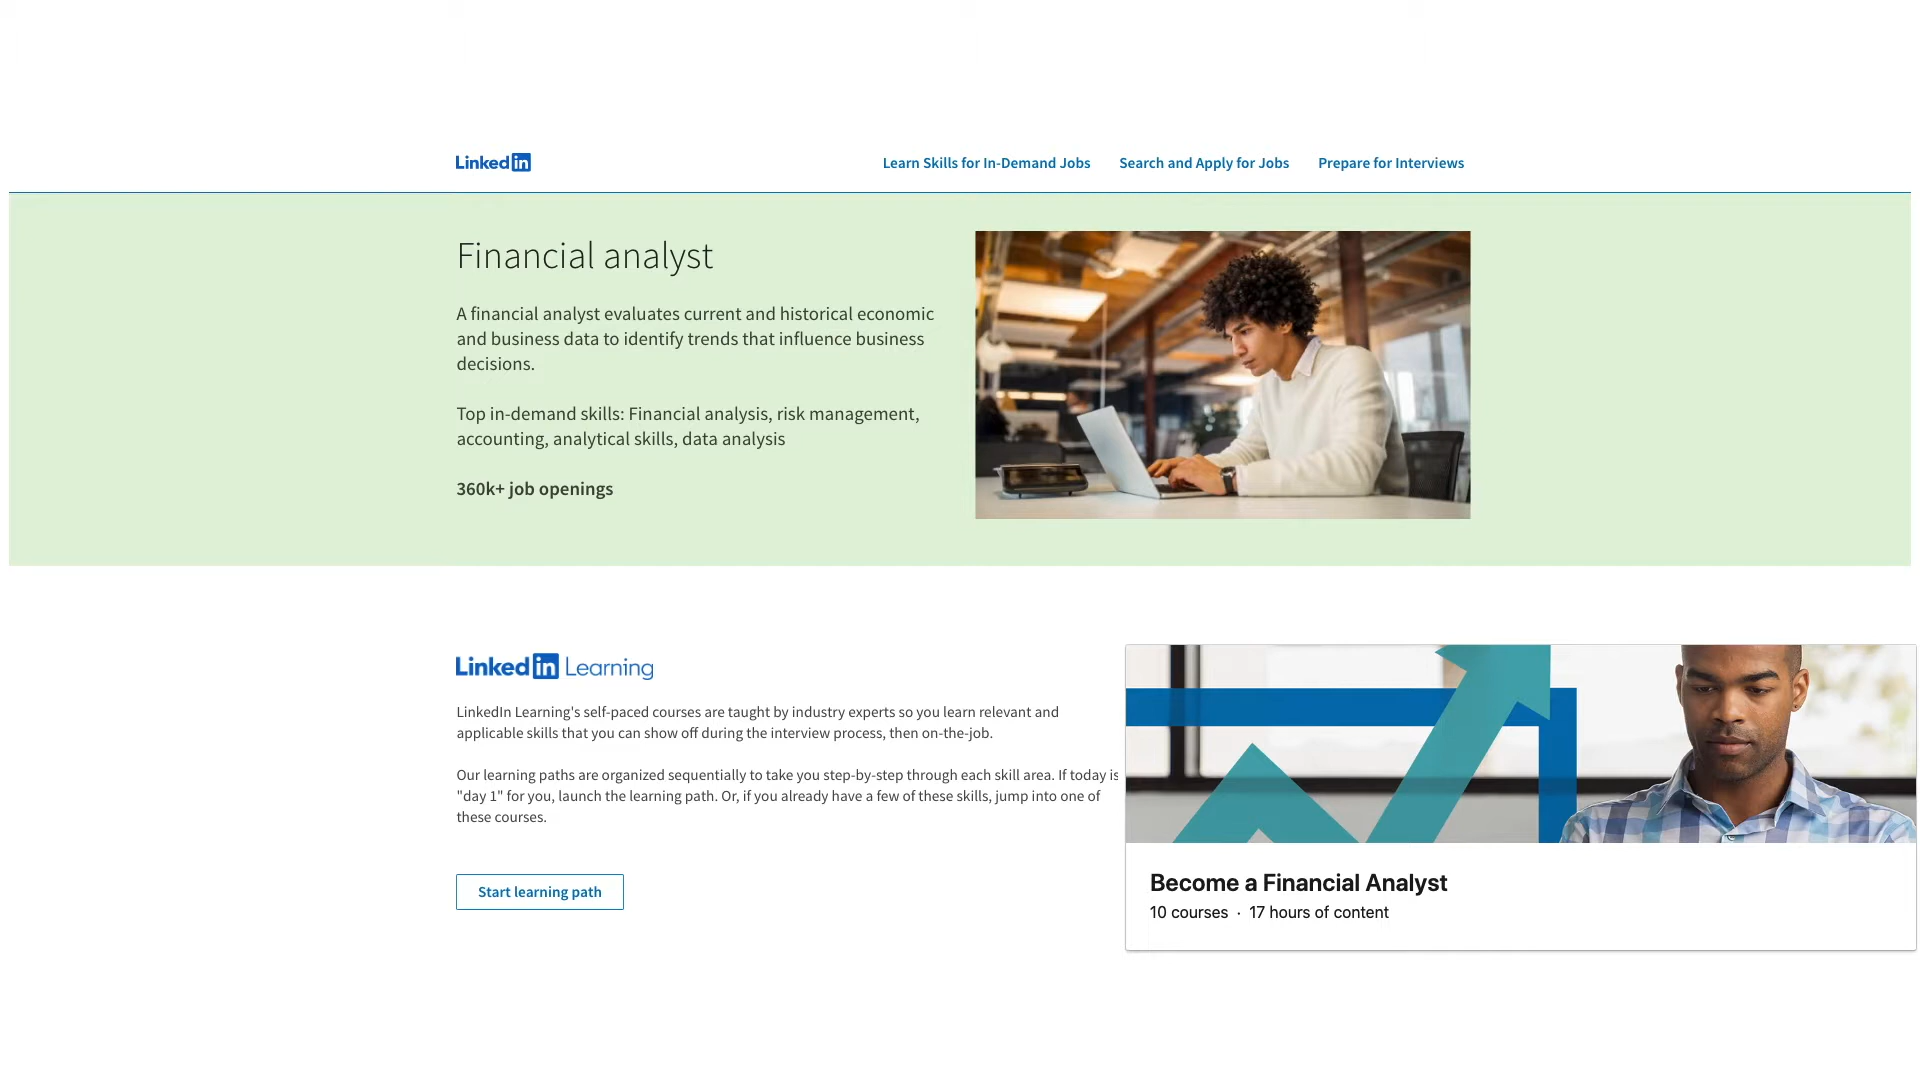 Linked in
Learn Skills for In-Demand Jobs
Search and Apply for Jobs
Prepare for Interviews
Financial analyst
A financial analyst evaluates current and historical economic
and business data to identify trends that influence business
decisions.
Top in-demand skills: Financial analysis, risk management,
accounting, analytical skills, data analysis
360k+ job openings
Linked in Learning
LinkedIn Learning's self-paced courses are taught by industry experts so you learn relevant and
applicable skills that you can show off during the interview process, then on-the-job.
Our learning paths are organized sequentially to take you step-by-step through each skill area. If today is
"day 1" for you, launch the learning path. Or, if you already have a few of these skills, jump into one of
these courses.
Start learning path
Become a Financial Analyst
10 courses · 17 hours of content